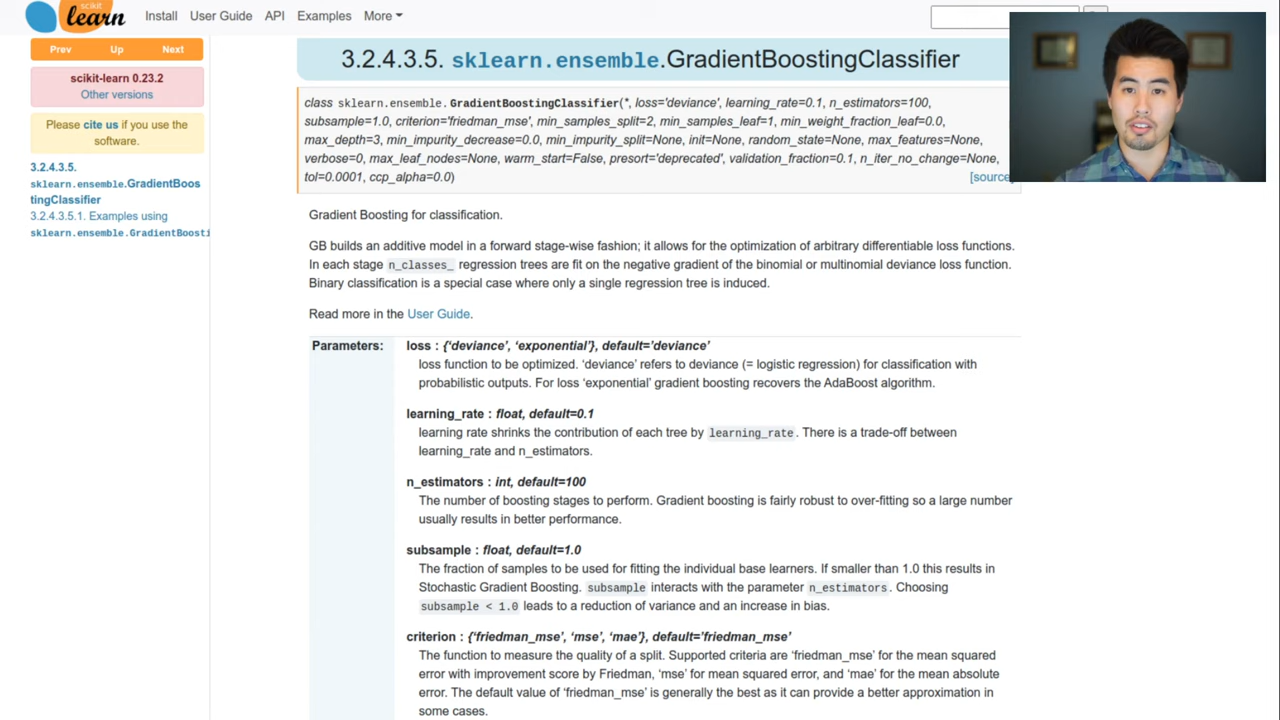 scikit
learn
Install User Guide API Examples More
Prev Up Next
scikit-learn 0.23.2
Other versions
Please cite us if you use the
software.
3.2.4.3.5.
sklearn.ensemble.GradientBoos
tingClassifier
3.2.4.3.5.1. Examples using
sklearn.ensemble.GradientBoosti
3.2.4.3.5. sklearn.ensemble.GradientBoostingClassifier
class sklearn.ensemble.GradientBoostingClassifier(*, loss='deviance', learning_rate=0.1, n_estimators=100,
subsample=1.0, criterion='friedman_mse', min_samples_split=2, min_samples_leaf=1, min_weight_fraction_leaf=0.0,
max_depth=3, min_impurity_decrease=0.0, min_impurity_split=None, init=None, random_state=None, max_features=None,
verbose=0, max_leaf_nodes=None, warm_start=False, presort='deprecated', validation_fraction=0.1, n_iter_no_change=None,
tol=0.0001, ccp_alpha=0.0)
[source
Gradient Boosting for classification.
GB builds an additive model in a forward stage-wise fashion; it allows for the optimization of arbitrary differentiable loss functions.
In each stage n_classes_ regression trees are fit on the negative gradient of the binomial or multinomial deviance loss function.
Binary classification is a special case where only a single regression tree is induced.
Read more in the User Guide.
Parameters:
loss : {‘deviance’, ‘exponential’}, default=’deviance’
loss function to be optimized. ‘deviance’ refers to deviance (= logistic regression) for classification with
probabilistic outputs. For loss ‘exponential’ gradient boosting recovers the AdaBoost algorithm.
learning_rate : float, default=0.1
learning rate shrinks the contribution of each tree by learning_rate. There is a trade-off between
learning_rate and n_estimators.
n_estimators : int, default=100
The number of boosting stages to perform. Gradient boosting is fairly robust to over-fitting so a large number
usually results in better performance.
subsample : float, default=1.0
The fraction of samples to be used for fitting the individual base learners. If smaller than 1.0 this results in
Stochastic Gradient Boosting. subsample interacts with the parameter n_estimators. Choosing
subsample < 1.0 leads to a reduction of variance and an increase in bias.
criterion : {‘friedman_mse’, ‘mse’, ‘mae’}, default=’friedman_mse’
The function to measure the quality of a split. Supported criteria are ‘friedman_mse’ for the mean squared
error with improvement score by Friedman, ‘mse’ for mean squared error, and ‘mae’ for the mean absolute
error. The default value of ‘friedman_mse’ is generally the best as it can provide a better approximation in
some cases.